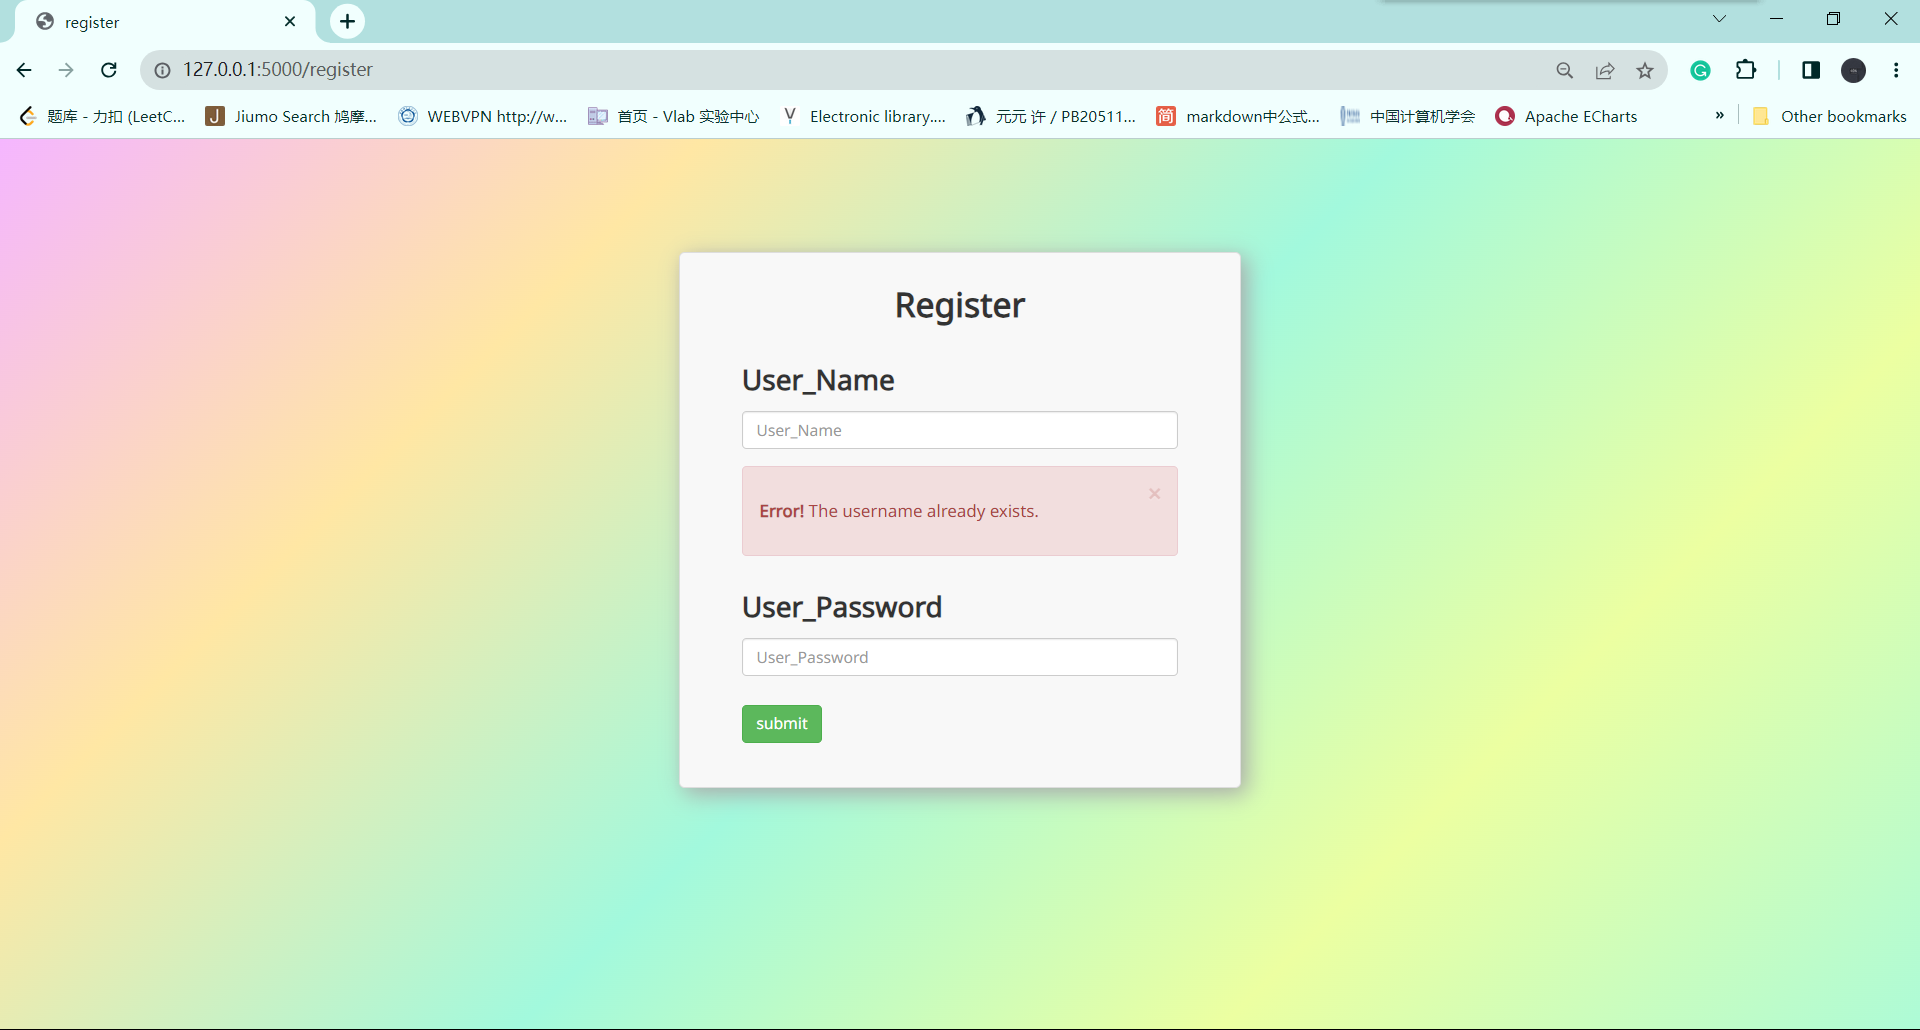 register
127.0.0.1:5000/register
题库 - 力扣 (LeetC...
J Jiumo Search 鸠摩...
WEBVPN http://w...
首页 - Vlab 实验中心
Electronic library....
元元 许 / PB20511...
简 markdown中公式...
中国计算机学会
Apache ECharts
»
Other bookmarks
Register
User_Name
User_Name
×
Error! The username already exists.
User_Password
User_Password
submit